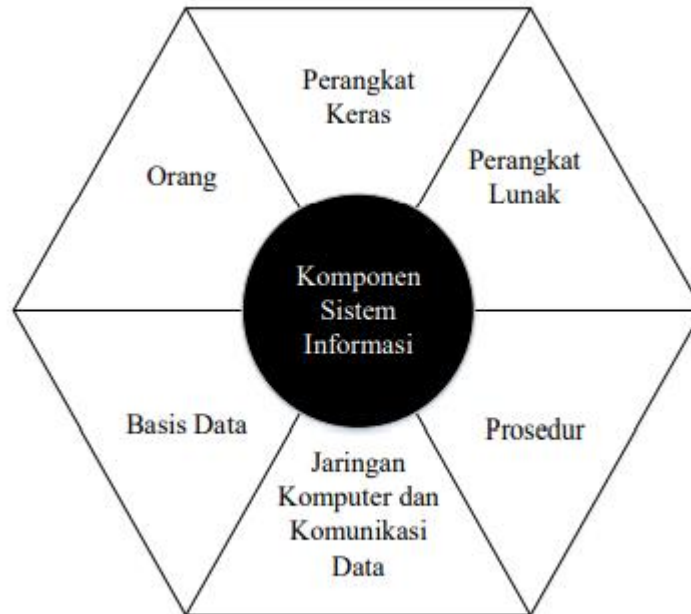 Perangkat
Keras
Orang
Perangkat
Lunak
Komponen
Sistem
Informasi
Basis Data
Prosedur
Jaringan
Komputer dan
Komunikasi
Data